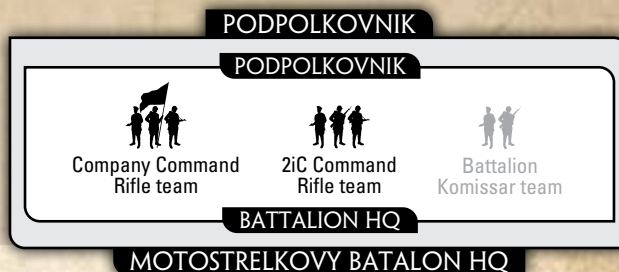 PODPOLKOVNIK
PODPOLKOVNIK
Company Command
Rifle team
2iC Command
Rifle team
Battalion
Komissar team
BATTALION HQ
MOTOSTRELKOVY BATALON HQ